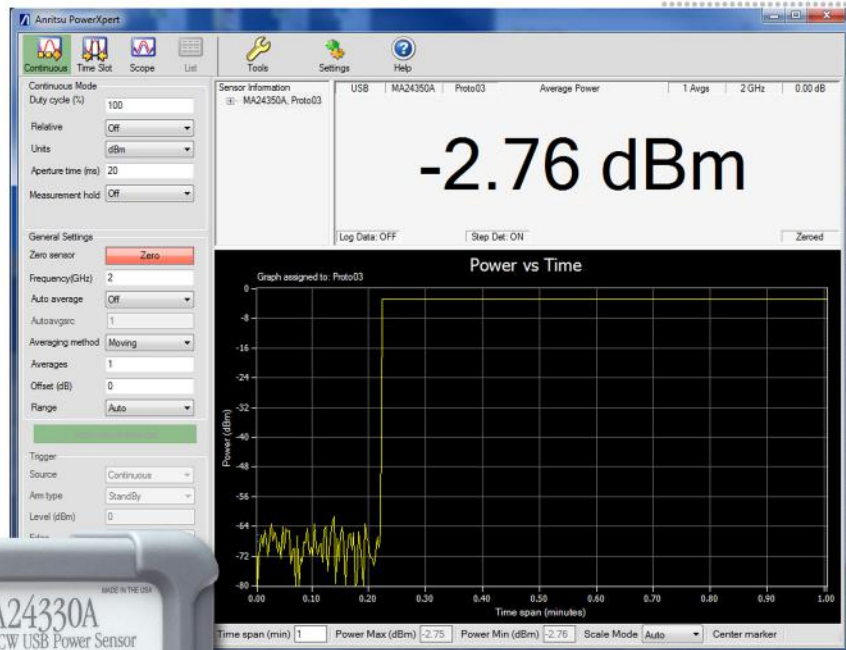 Anritsu PowerXpert
Continuous Time Slot Scope List Tools Settings Help
Continuous Mode
Duty cycle (%) 100
Relative Off
Units dBm
Aperture time (ms) 20
Measurement hold Off
General Settings
Zero sensor Zero
Frequency(GHz) 2
Auto average Off
Autoavgsrc 1
Averaging method Moving
Averages 1
Offset (dB) 0
Range Auto
Trigger
Source Continuous
Arm type StandBy
Level (dBm) 0
Edge
Sensor Information
MA24350A, Proto03
USB MA24350A Proto03 Average Power 1 Avgs 2 GHz 0.00 dB
-2.76 dBm
Log Data: OFF Step Det: ON Zeroed
Power vs Time
Graph assigned to: Proto03
Power (dBm)
0
-8
-16
-24
-32
-40
-48
-56
-64
-72
-80
0.00 0.10 0.20 0.30 0.40 0.50 0.60 0.70 0.80 0.90 1.00
Time span (minutes)
Time span (min) 1 Power Max (dBm) -2.75 Power Min (dBm) -2.76 Scale Mode Auto Center marker
MADE IN THE USA
A24330A
CW USB Power Sensor